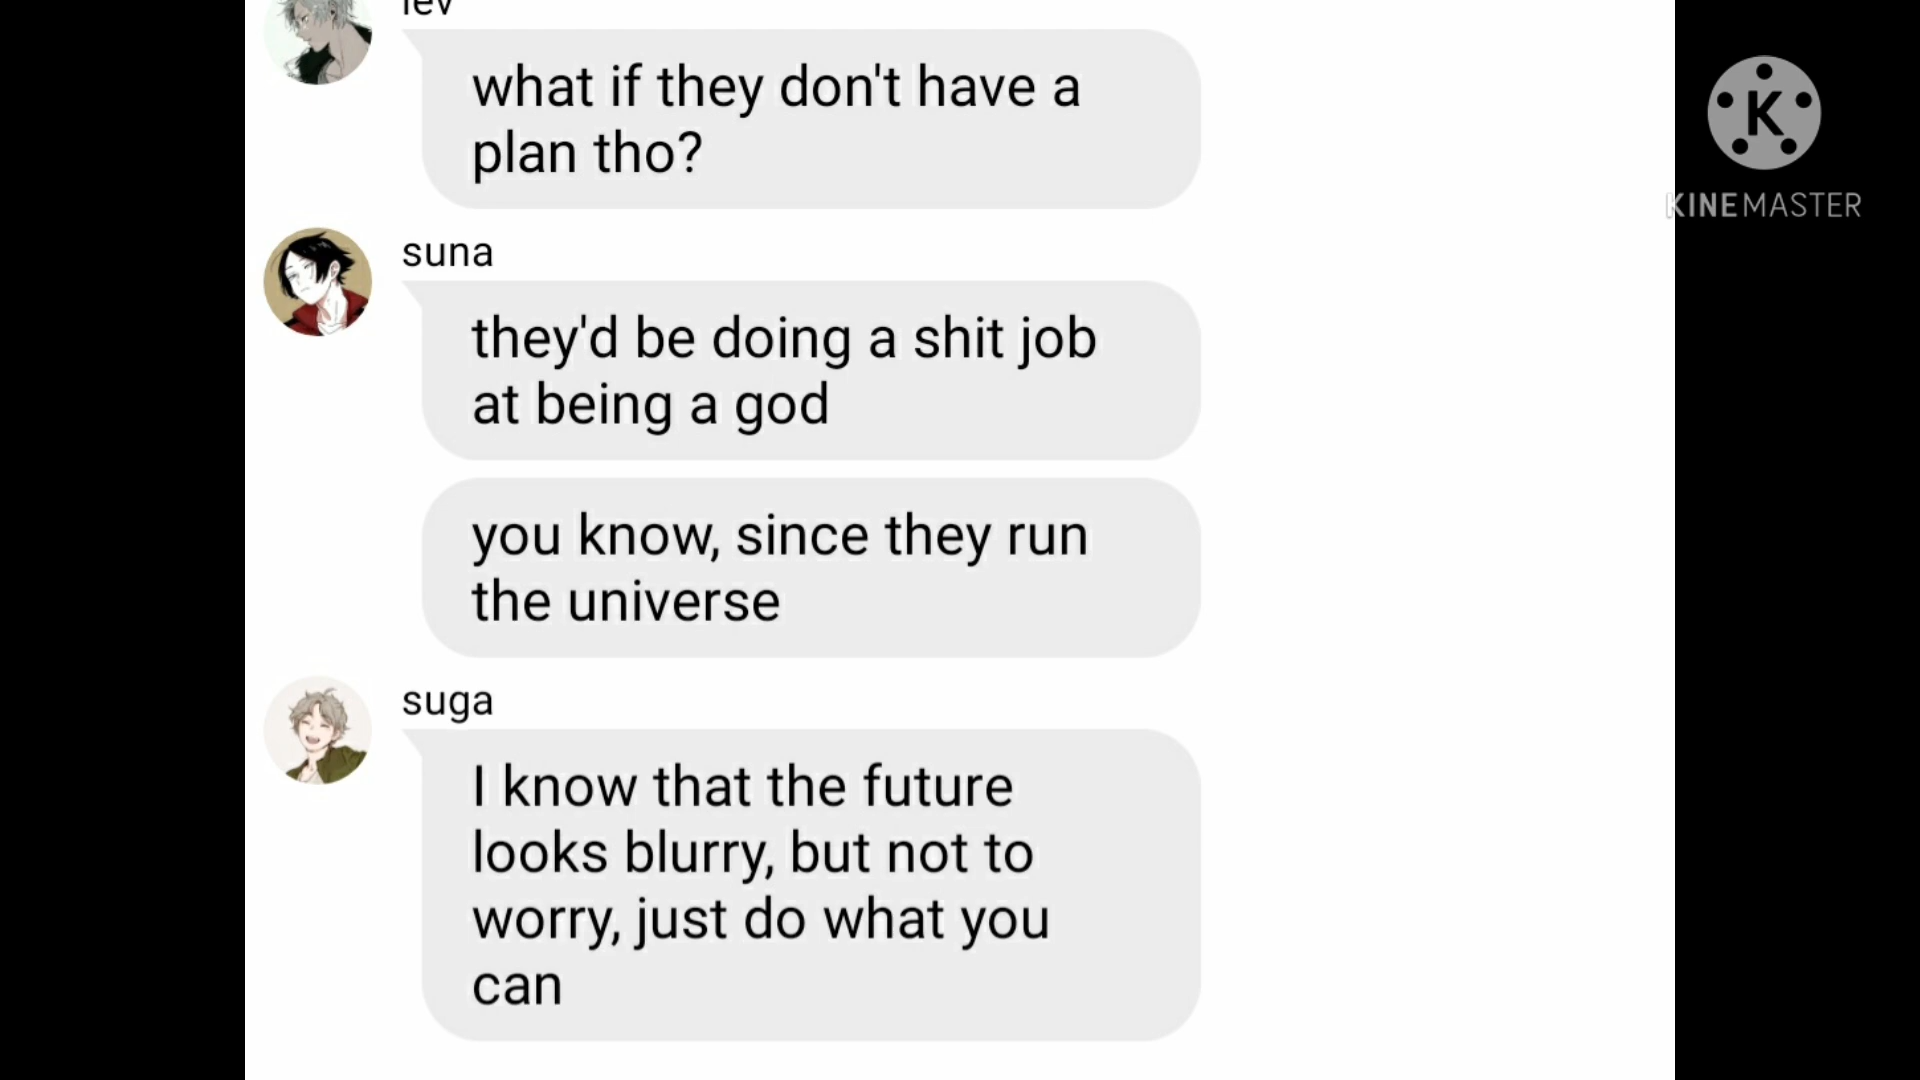 lev
what if they don't have a
plan tho?
suna
they'd be doing a shit job
at being a god
you know, since they run
the universe
suga
I know that the future
looks blurry, but not to
worry, just do what you
can
K
KINEMASTER